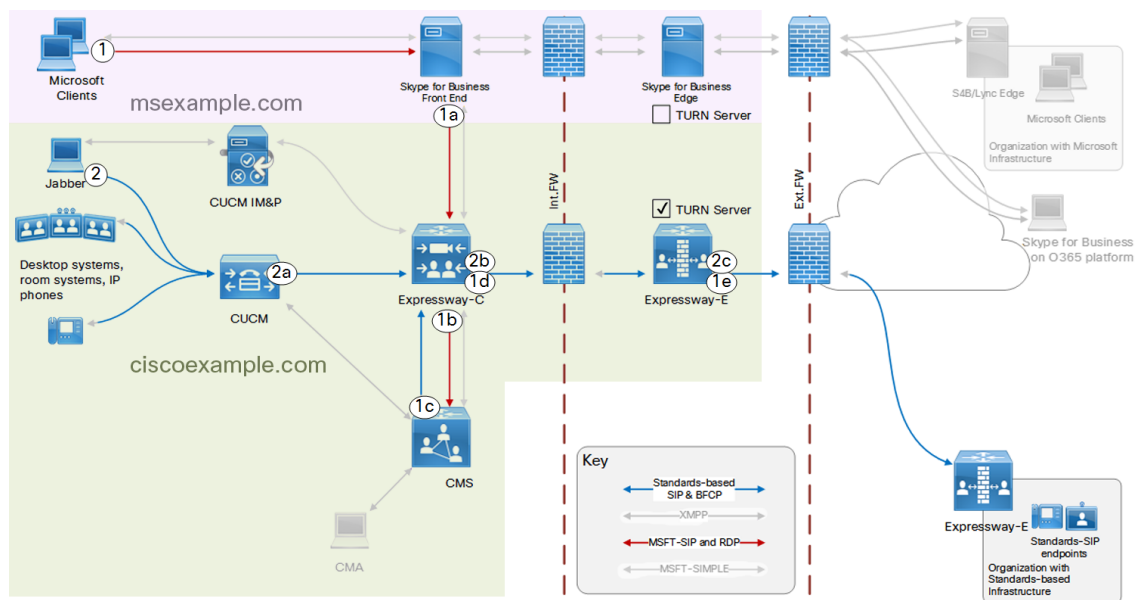 1
Microsoft
Clients
msexample.com
Skype for Business
Front End
1a
Skype for Business
Edge
TURN Server
S4B/Lync Edge
Microsoft Clients
Organization with Microsoft
Infrastructure
Jabber
2
CUCM IM&P
Int.FW
Ext.FW
TURN Server
Skype for Business
on O365 platform
Desktop systems,
room systems, IP
phones
2a
CUCM
2b
1d
Expressway-C
2c
1e
Expressway-E
1b
ciscoexample.com
1c
CMS
CMA
Key
Standards-based
SIP & BFCP
XMPP
MSFT-SIP and RDP
MSFT-SIMPLE
Expressway-E
Standards-SIP
endpoints
Organization with
Standards-based
Infrastructure